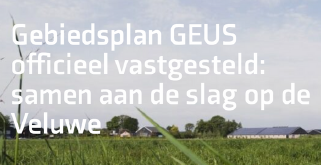 Gebiedsplan GEUS
officieel vastgesteld:
samen aan de slag op de
Veluwe